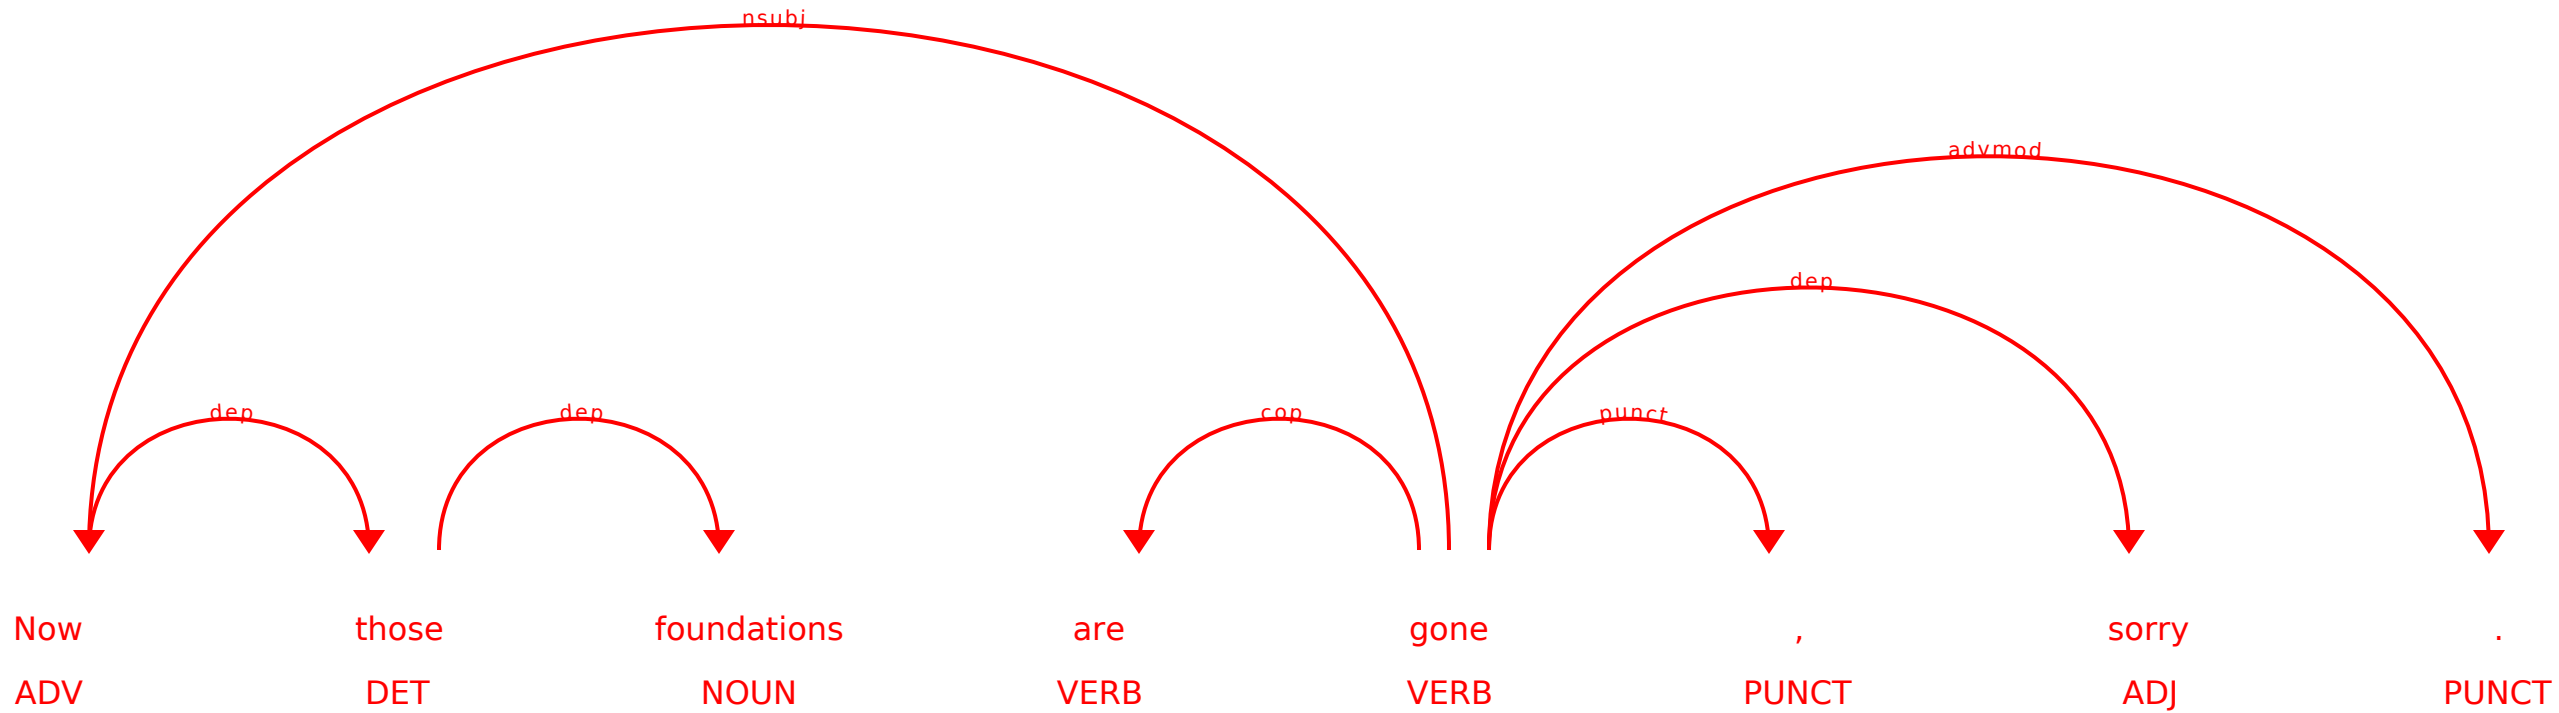 nsubj
advmod
dep
dep dep cop punct
Now those foundations are gone , sorry .
ADV DET NOUN VERB VERB PUNCT ADJ PUNCT